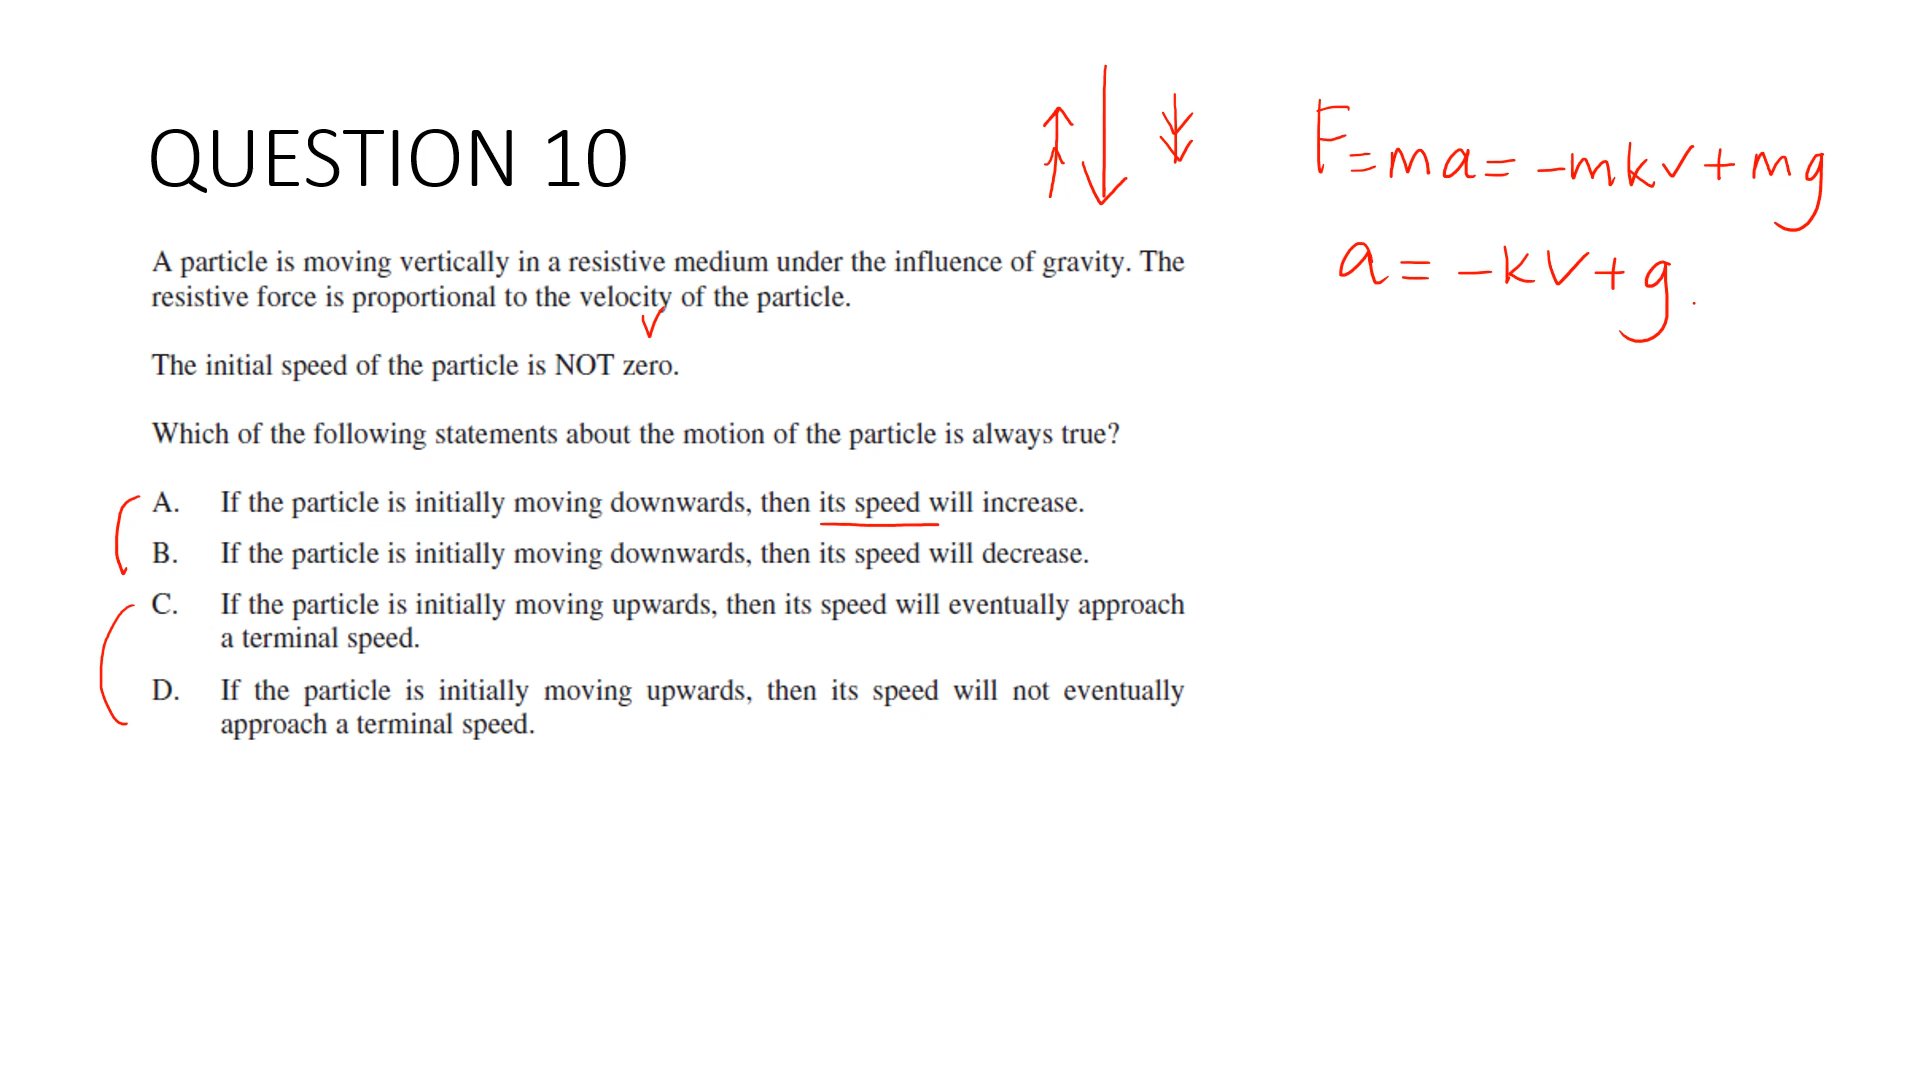 QUESTION 10
F=ma= -mkv+mg
a= -kv+g.
A particle is moving vertically in a resistive medium under the influence of gravity. The
resistive force is proportional to the velocity of the particle.
v
The initial speed of the particle is NOT zero.
Which of the following statements about the motion of the particle is always true?
A. If the particle is initially moving downwards, then its speed will increase.
B. If the particle is initially moving downwards, then its speed will decrease.
C. If the particle is initially moving upwards, then its speed will eventually approach
a terminal speed.
D. If the particle is initially moving upwards, then its speed will not eventually
approach a terminal speed.